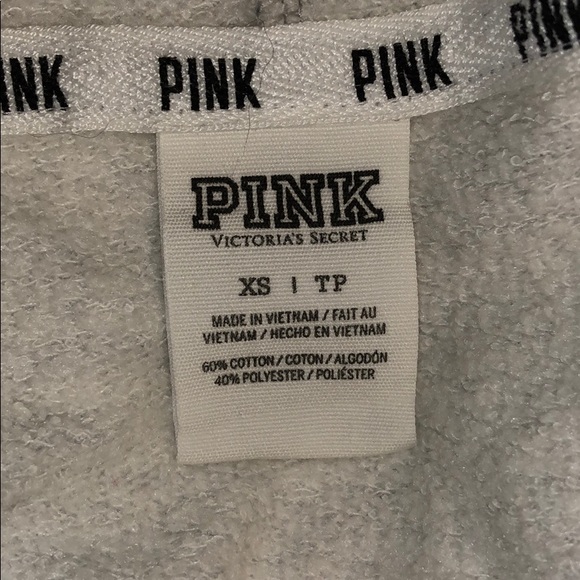 INK PINK PINK PINK
PINK
VICTORIA'S SECRET
XS | TP
MADE IN VIETNAM / FAIT AU
VIETNAM / HECHO EN VIETNAM
60% COTTON / COTON / ALGODÓN
40% POLYESTER / POLIÉSTER